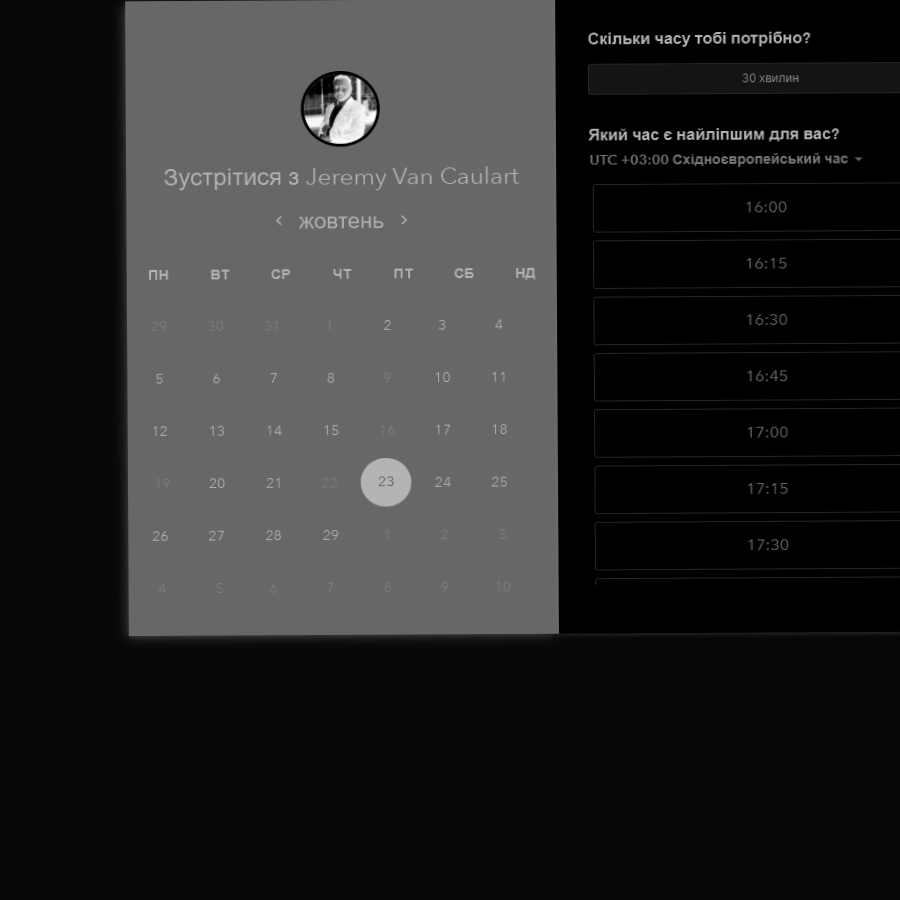 Зустрітися з Jeremy Van Caulart
жовтень
ПН ВТ СР ЧТ ПТ СБ НД
29 30 31 1 2 3 4
5 6 7 8 9 10 11
12 13 14 15 16 17 18
19 20 21 22 23 24 25
26 27 28 29 1 2 3
4 5 6 7 8 9 10
Скільки часу тобі потрібно?
30 хвилин
Який час є найліпшим для вас?
UTC +03:00 Східноєвропейський час
16:00
16:15
16:30
16:45
17:00
17:15
17:30